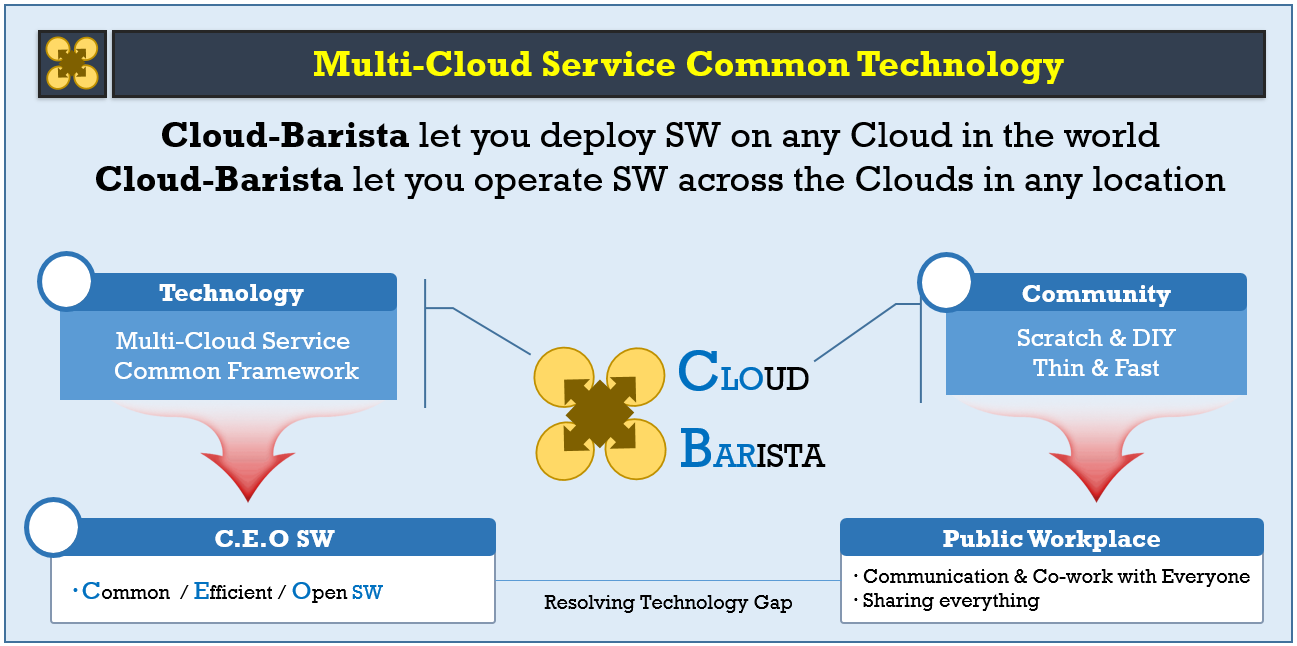 Multi-Cloud Service Common Technology
Cloud-Barista let you deploy SW on any Cloud in the world
Cloud-Barista let you operate SW across the Clouds in any location
Technology
Multi-Cloud Service
Common Framework
Community
Scratch & DIY
Thin & Fast
CLOUD
BARISTA
C.E.O SW
· Common / Efficient / Open SW
Resolving Technology Gap
Public Workplace
· Communication & Co-work with Everyone
· Sharing everything